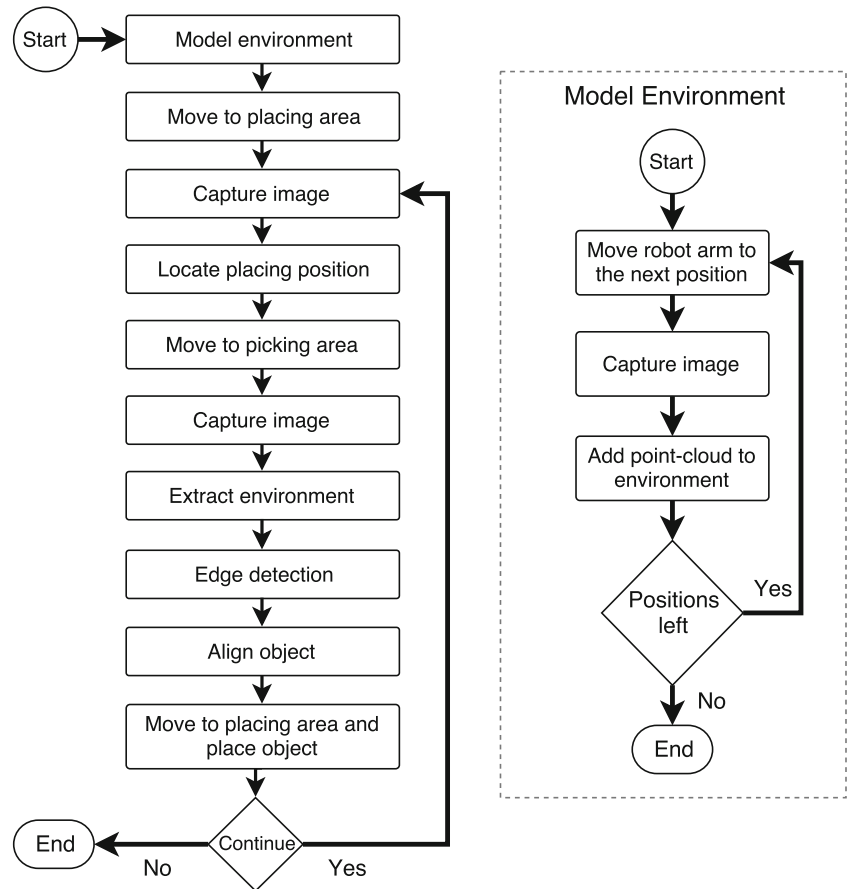 Start
Model environment
Move to placing area
Capture image
Locate placing position
Move to picking area
Capture image
Extract environment
Edge detection
Align object
Move to placing area and
place object
Continue
End
No
Yes
Model Environment
Start
Move robot arm to
the next position
Capture image
Add point-cloud to
environment
Positions
left
Yes
No
End